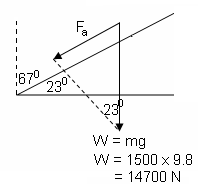 Fa
67⁰
23⁰
23⁰
W = mg
W = 1500 x 9.8
= 14700 N